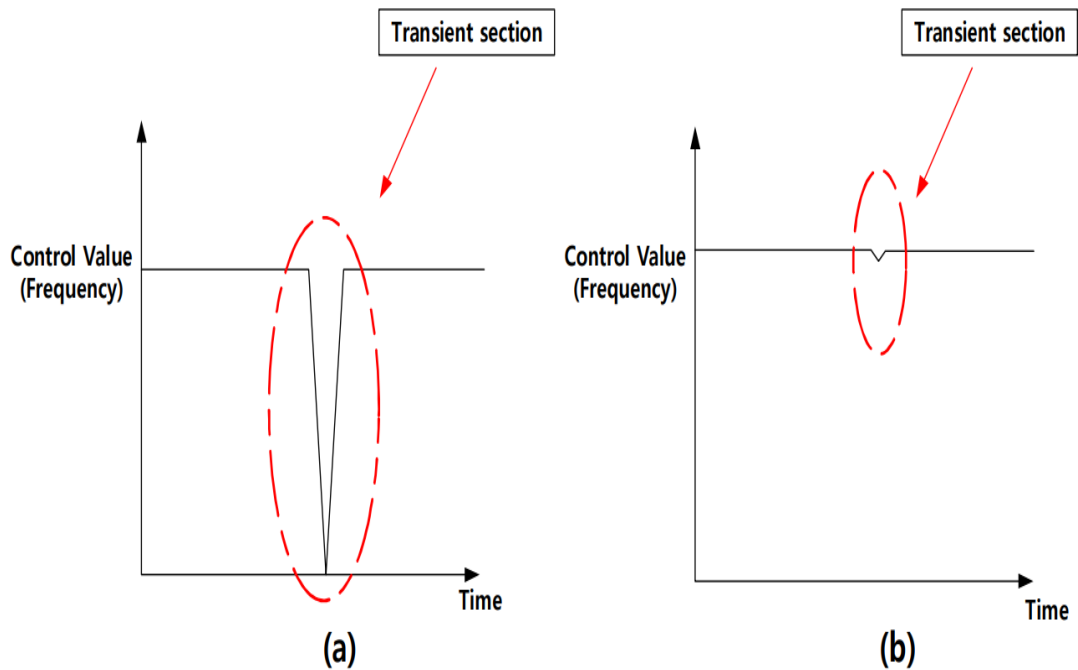 Transient section
Control Value
(Frequency)
Time
(a)
Transient section
Control Value
(Frequency)
Time
(b)